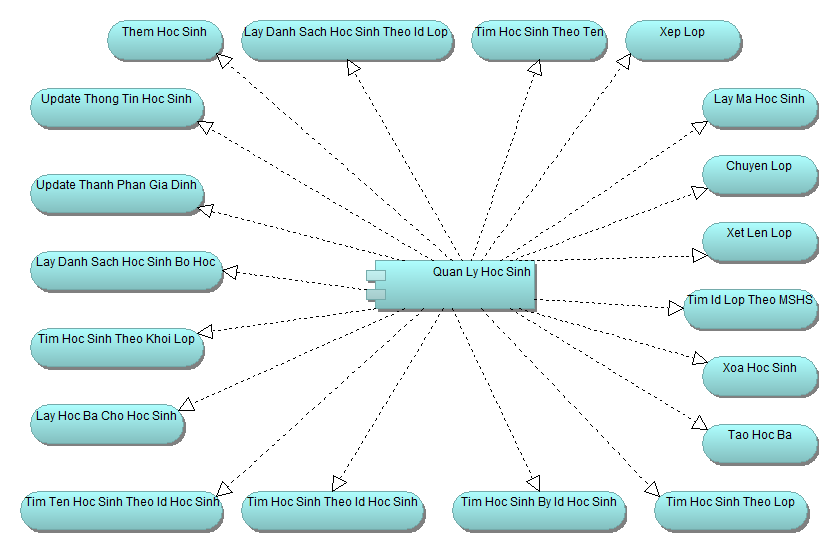 Them Hoc Sinh
Lay Danh Sach Hoc Sinh Theo Id Lop
Tim Hoc Sinh Theo Ten
Xep Lop
Update Thong Tin Hoc Sinh
Lay Ma Hoc Sinh
Chuyen Lop
Update Thanh Phan Gia Dinh
Xet Len Lop
Lay Danh Sach Hoc Sinh Bo Hoc
Quan Ly Hoc Sinh
Tim Id Lop Theo MSHS
Tim Hoc Sinh Theo Khoi Lop
Xoa Hoc Sinh
Lay Hoc Ba Cho Hoc Sinh
Tao Hoc Ba
Tim Ten Hoc Sinh Theo Id Hoc Sinh
Tim Hoc Sinh Theo Id Hoc Sinh
Tim Hoc Sinh By Id Hoc Sinh
Tim Hoc Sinh Theo Lop